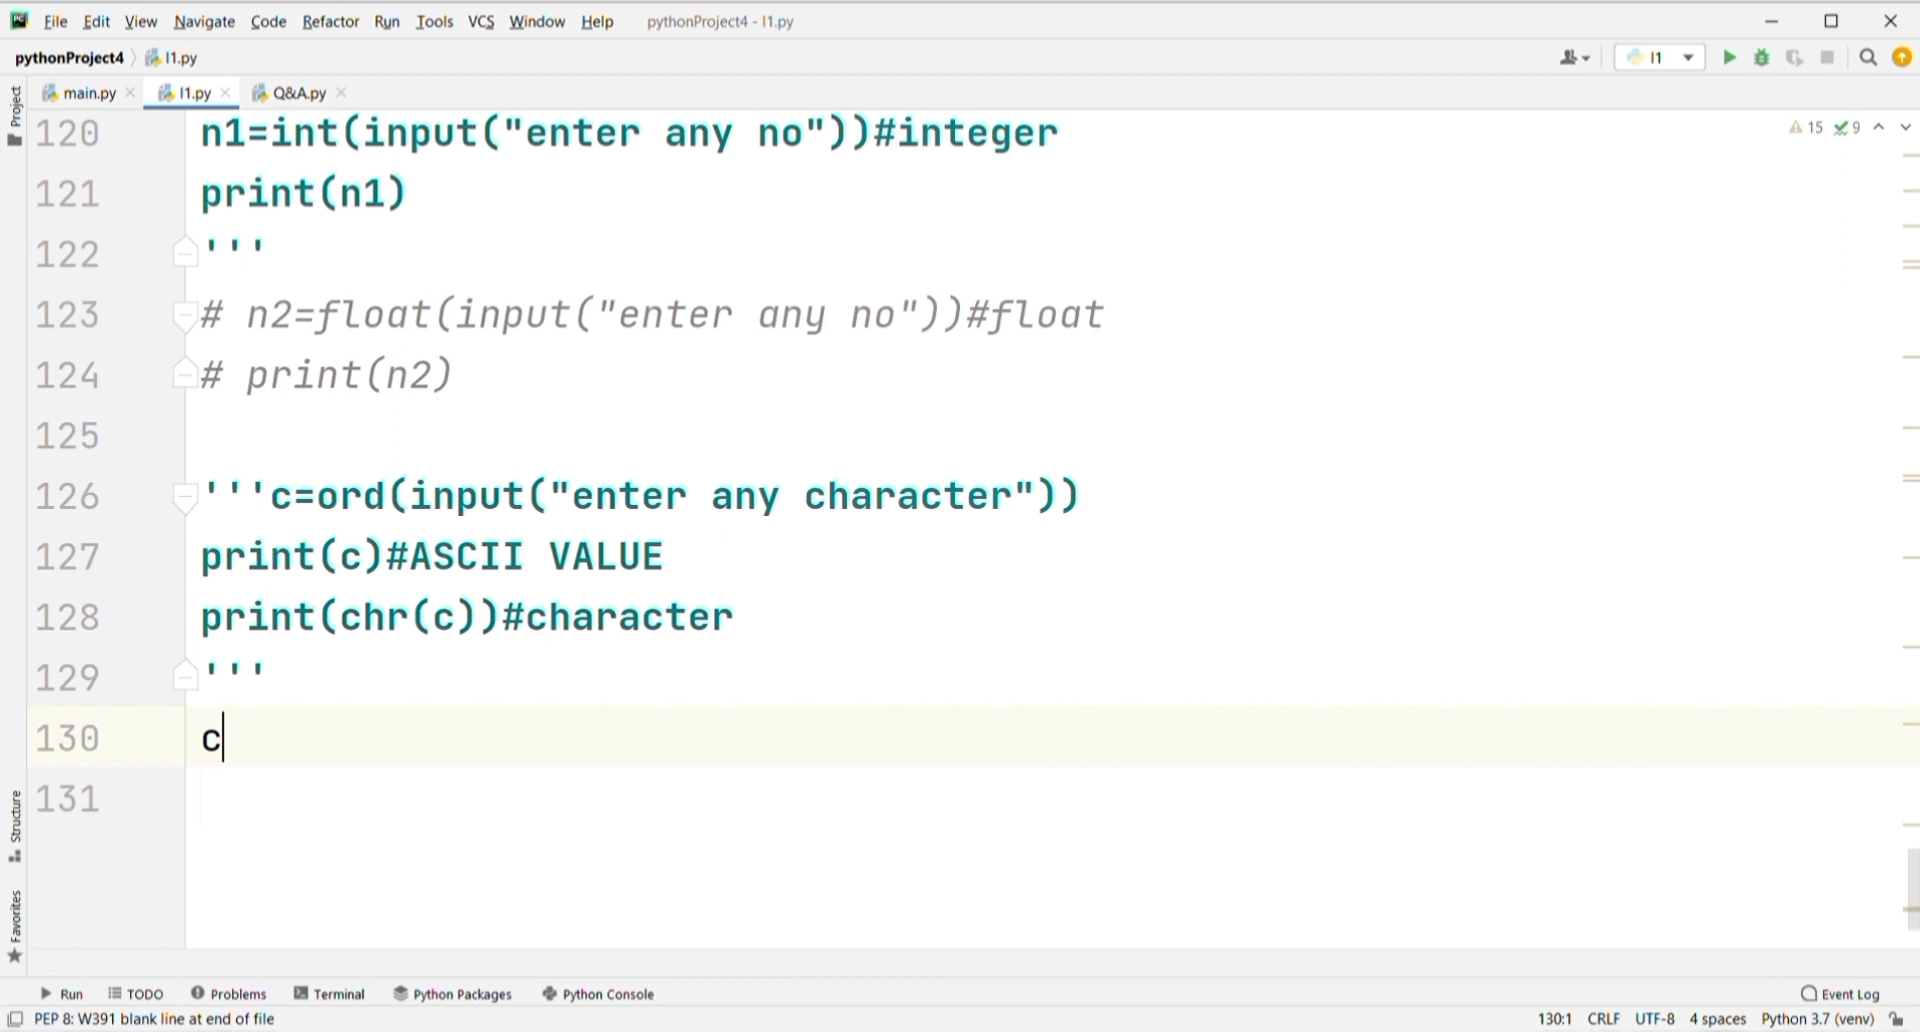 File Edit View Navigate Code Refactor Run Tools VCS Window Help pythonProject4 - l1.py
pythonProject4 l1.py l1
main.py l1.py Q&A.py
Project
15 9
120 n1=int(input("enter any no"))#integer
121 print(n1)
122 '''
123 # n2=float(input("enter any no"))#float
124 # print(n2)
125
126 '''c=ord(input("enter any character"))
127 print(c)#ASCII VALUE
128 print(chr(c))#character
129 '''
130 c
131
Structure
Favorites
Run TODO Problems Terminal Python Packages Python Console Event Log
PEP 8: W391 blank line at end of file 130:1 CRLF UTF-8 4 spaces Python 3.7 (venv)